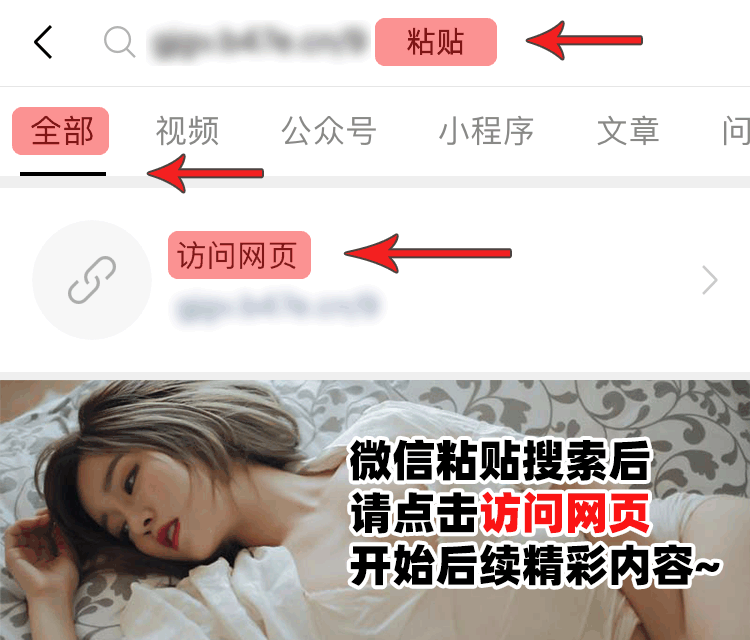 粘贴
全部 视频 公众号 小程序 文章 问
访问网页
微信粘贴搜索后
请点击访问网页
开始后续精彩内容~